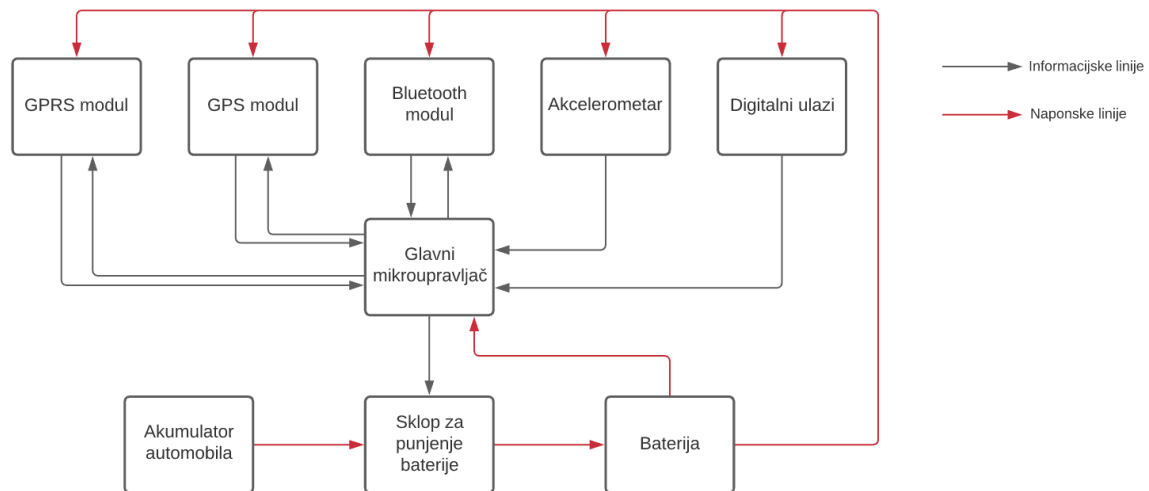 GPRS modul
GPS modul
Bluetooth
modul
Akcelerometar
Digitalni ulazi
Informacijske linije
Naponske linije
Glavni
mikroupravljač
Akumulator
automobila
Sklop za
punjenje
baterije
Baterija